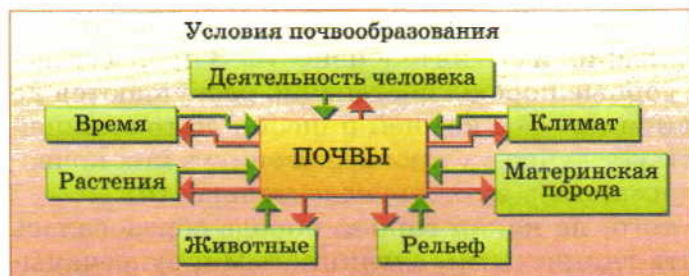 Условия почвообразования
Деятельность человека
Время
Климат
ПОЧВЫ
Растения
Материнская
порода
Животные
Рельеф